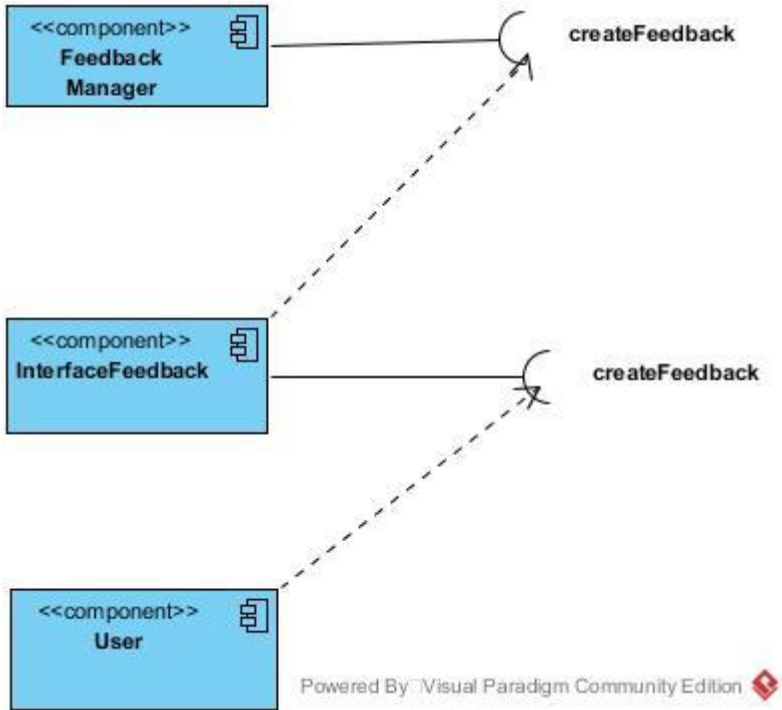 <<component>>
Feedback
Manager
createFeedback
<<component>>
InterfaceFeedback
createFeedback
<<component>>
User
Powered By Visual Paradigm Community Edition